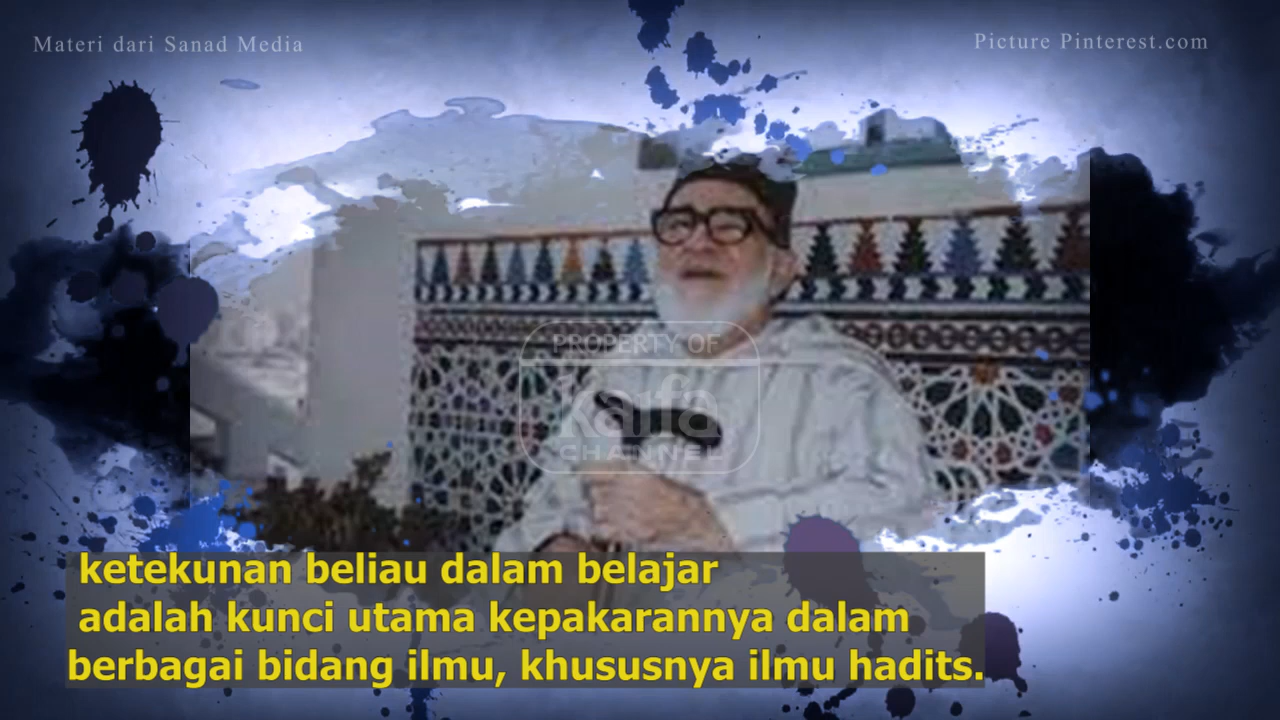 Materi dari Sanad Media
Picture Pinterest.com
PROPERTY OF
kaifa
CHANNEL
ketekunan beliau dalam belajar
adalah kunci utama kepakarannya dalam
berbagai bidang ilmu, khususnya ilmu hadits.